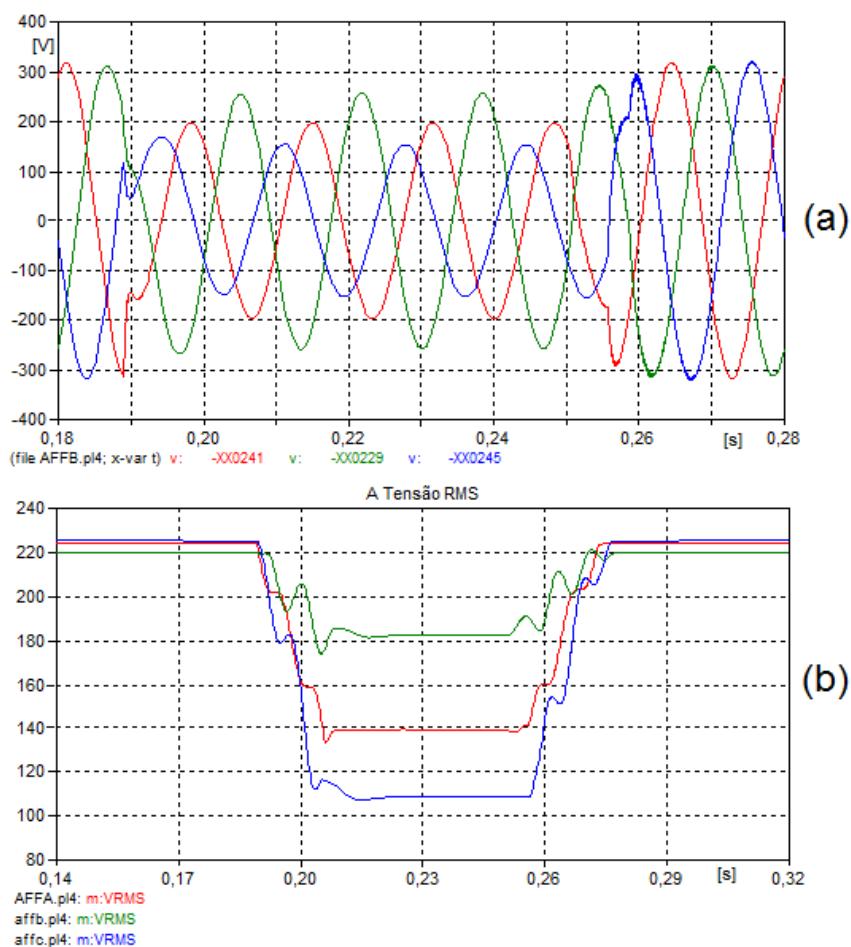 400
[V]
300
200
100
0
-100
-200
-300
-400
0,18 0,20 0,22 0,24 0,26 [s] 0,28
(file AFFB.pl4; x-var t) v: -XX0241 v: -XX0229 v: -XX0245
(a)
A Tensão RMS
240
220
200
180
160
140
120
100
80
0,14 0,17 0,20 0,23 0,26 0,29 [s] 0,32
(b)
AFFA.pl4: m:VRMS
affb.pl4: m:VRMS
affc.pl4: m:VRMS